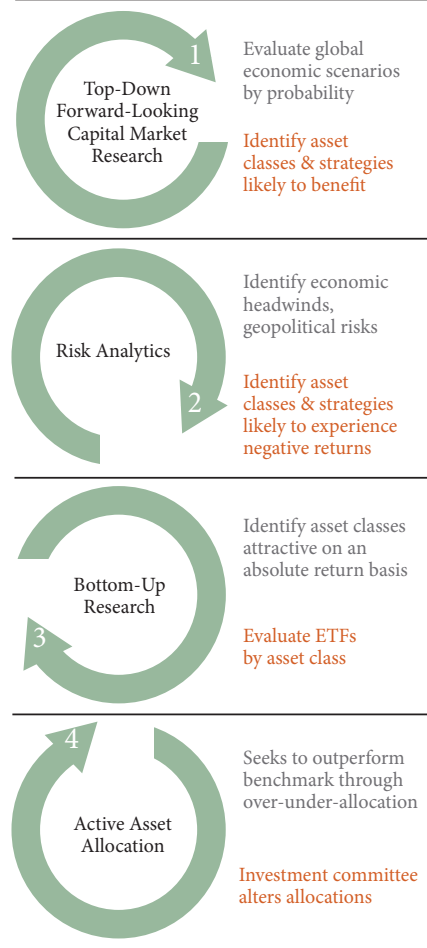 1
Top-Down
Forward-Looking
Capital Market
Research
Evaluate global
economic scenarios
by probability
Identify asset
classes & strategies
likely to benefit
Risk Analytics
2
Identify economic
headwinds,
geopolitical risks
Identify asset
classes & strategies
likely to experience
negative returns
Bottom-Up
Research
3
Identify asset classes
attractive on an
absolute return basis
Evaluate ETFs
by asset class
4
Active Asset
Allocation
Seeks to outperform
benchmark through
over-under-allocation
Investment committee
alters allocations